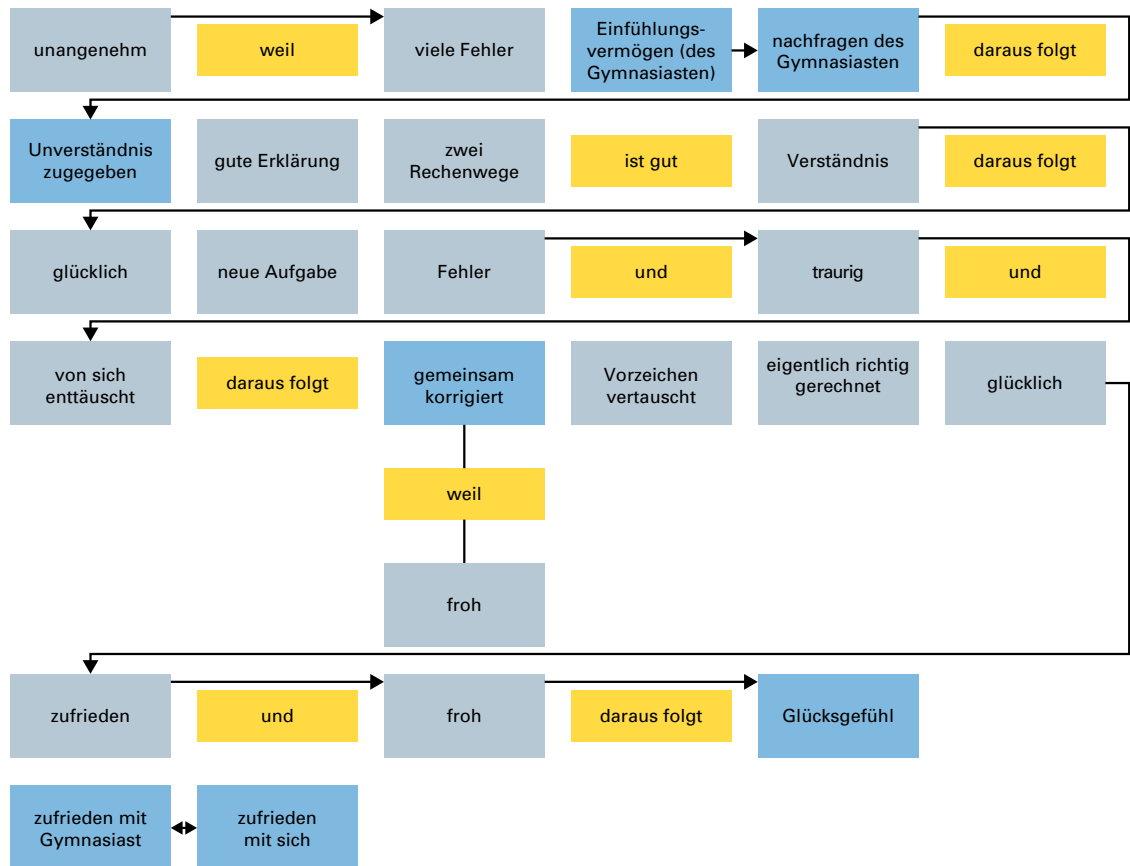 unangenehm
weil
viele Fehler
Einfühlungs-
vermögen (des
Gymnasiasten)
nachfragen des
Gymnasiasten
daraus folgt
Unverständnis
zugegeben
gute Erklärung
zwei
Rechenwege
ist gut
Verständnis
daraus folgt
glücklich
neue Aufgabe
Fehler
und
traurig
und
von sich
enttäuscht
daraus folgt
gemeinsam
korrigiert
Vorzeichen
vertauscht
eigentlich richtig
gerechnet
glücklich
weil
froh
zufrieden
und
froh
daraus folgt
Glücksgefühl
zufrieden mit
Gymnasiast
zufrieden
mit sich